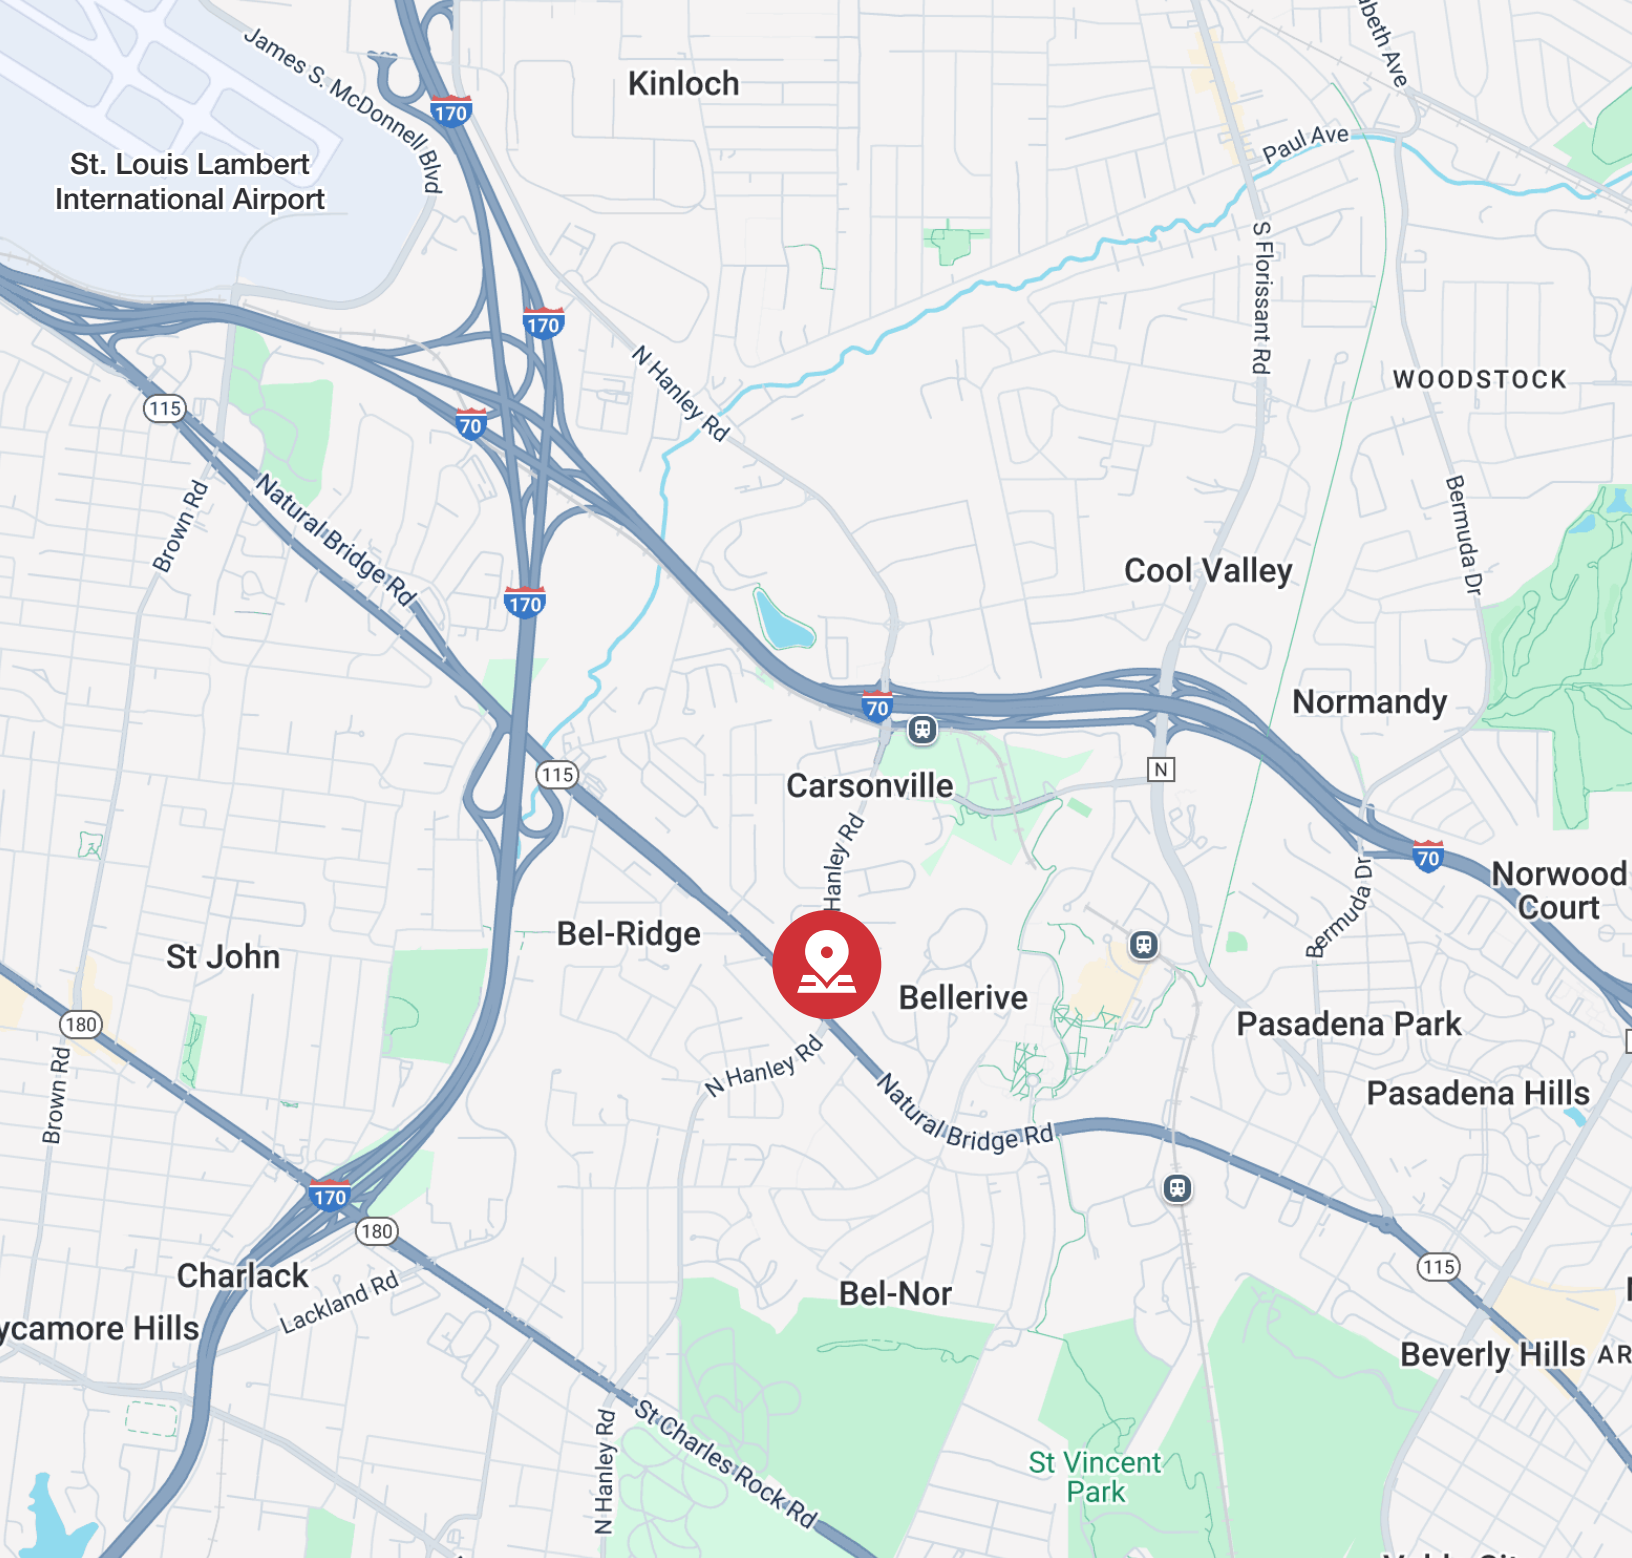 James S. McDonnell Blvd
Kinloch
abeth Ave
170
Paul Ave
St. Louis Lambert
International Airport
S Florissant Rd
170
N Hanley Rd
WOODSTOCK
115
70
Natural Bridge Rd
Brown Rd
Bermuda Dr
Cool Valley
170
Normandy
70
115
Carsonville
N
Hanley Rd
70
Norwood
Court
Bermuda Dr
Bel-Ridge
St John
Bellerive
180
Pasadena Park
N Hanley Rd
Brown Rd
Pasadena Hills
Natural Bridge Rd
170
180
Charlack
Lackland Rd
115
Bel-Nor
ycamore Hills
Beverly Hills
AR
St Charles Rock Rd
N Hanley Rd
St Vincent
Park